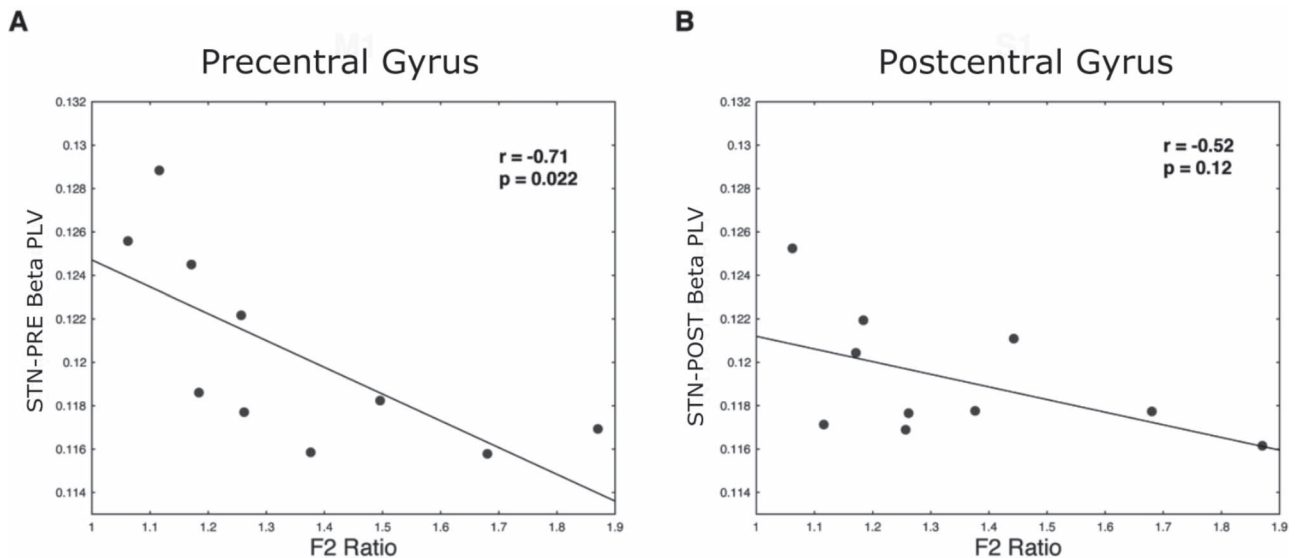 A
M1
Precentral Gyrus
r = -0.71
p = 0.022
STN-PRE Beta PLV
0.132
0.13
0.128
0.126
0.124
0.122
0.12
0.118
0.116
0.114
1 1.1 1.2 1.3 1.4 1.5 1.6 1.7 1.8 1.9
F2 Ratio
B
S1
Postcentral Gyrus
r = -0.52
p = 0.12
STN-POST Beta PLV
0.132
0.13
0.128
0.126
0.124
0.122
0.12
0.118
0.116
0.114
1 1.1 1.2 1.3 1.4 1.5 1.6 1.7 1.8 1.9
F2 Ratio